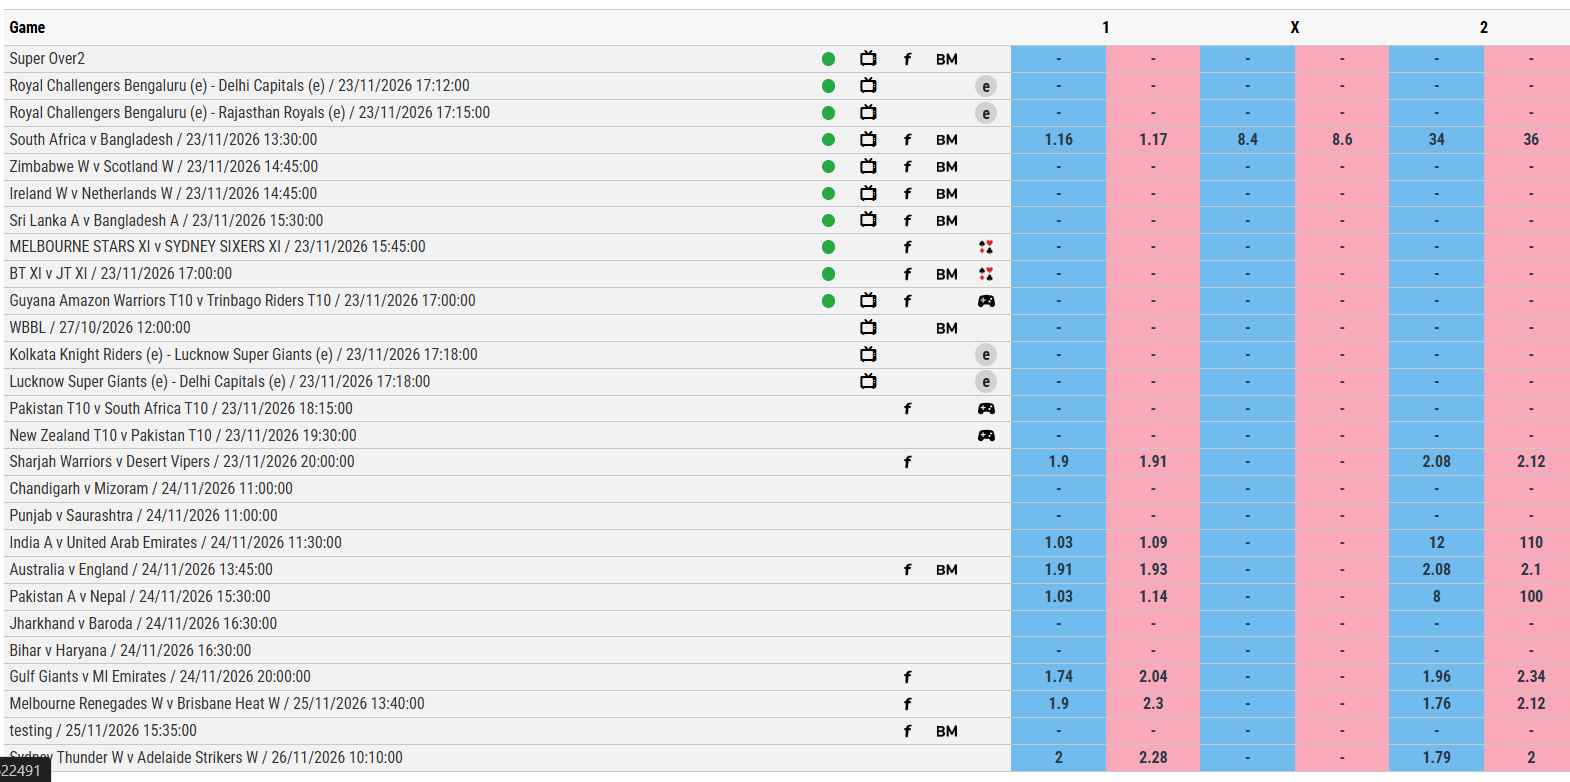 Game 1 X 2
Super Over2 f BM - - - - - -
Royal Challengers Bengaluru (e) - Delhi Capitals (e) / 23/11/2026 17:12:00 e - - - - - -
Royal Challengers Bengaluru (e) - Rajasthan Royals (e) / 23/11/2026 17:15:00 e - - - - - -
South Africa v Bangladesh / 23/11/2026 13:30:00 f BM 1.16 1.17 8.4 8.6 34 36
Zimbabwe W v Scotland W / 23/11/2026 14:45:00 f BM - - - - - -
Ireland W v Netherlands W / 23/11/2026 14:45:00 f BM - - - - - -
Sri Lanka A v Bangladesh A / 23/11/2026 15:30:00 f BM - - - - - -
MELBOURNE STARS XI v SYDNEY SIXERS XI / 23/11/2026 15:45:00 f - - - - - -
BT XI v JT XI / 23/11/2026 17:00:00 f BM - - - - - -
Guyana Amazon Warriors T10 v Trinbago Riders T10 / 23/11/2026 17:00:00 f - - - - - -
WBBL / 27/10/2026 12:00:00 BM - - - - - -
Kolkata Knight Riders (e) - Lucknow Super Giants (e) / 23/11/2026 17:18:00 e - - - - - -
Lucknow Super Giants (e) - Delhi Capitals (e) / 23/11/2026 17:18:00 e - - - - - -
Pakistan T10 v South Africa T10 / 23/11/2026 18:15:00 f - - - - - -
New Zealand T10 v Pakistan T10 / 23/11/2026 19:30:00 - - - - - -
Sharjah Warriors v Desert Vipers / 23/11/2026 20:00:00 f 1.9 1.91 - - 2.08 2.12
Chandigarh v Mizoram / 24/11/2026 11:00:00 - - - - - -
Punjab v Saurashtra / 24/11/2026 11:00:00 - - - - - -
India A v United Arab Emirates / 24/11/2026 11:30:00 1.03 1.09 - - 12 110
Australia v England / 24/11/2026 13:45:00 f BM 1.91 1.93 - - 2.08 2.1
Pakistan A v Nepal / 24/11/2026 15:30:00 1.03 1.14 - - 8 100
Jharkhand v Baroda / 24/11/2026 16:30:00 - - - - - -
Bihar v Haryana / 24/11/2026 16:30:00 - - - - - -
Gulf Giants v MI Emirates / 24/11/2026 20:00:00 f 1.74 2.04 - - 1.96 2.34
Melbourne Renegades W v Brisbane Heat W / 25/11/2026 13:40:00 f 1.9 2.3 - - 1.76 2.12
testing / 25/11/2026 15:35:00 f BM - - - - - -
Sydney Thunder W v Adelaide Strikers W / 26/11/2026 10:10:00 2 2.28 - - 1.79 2
22491